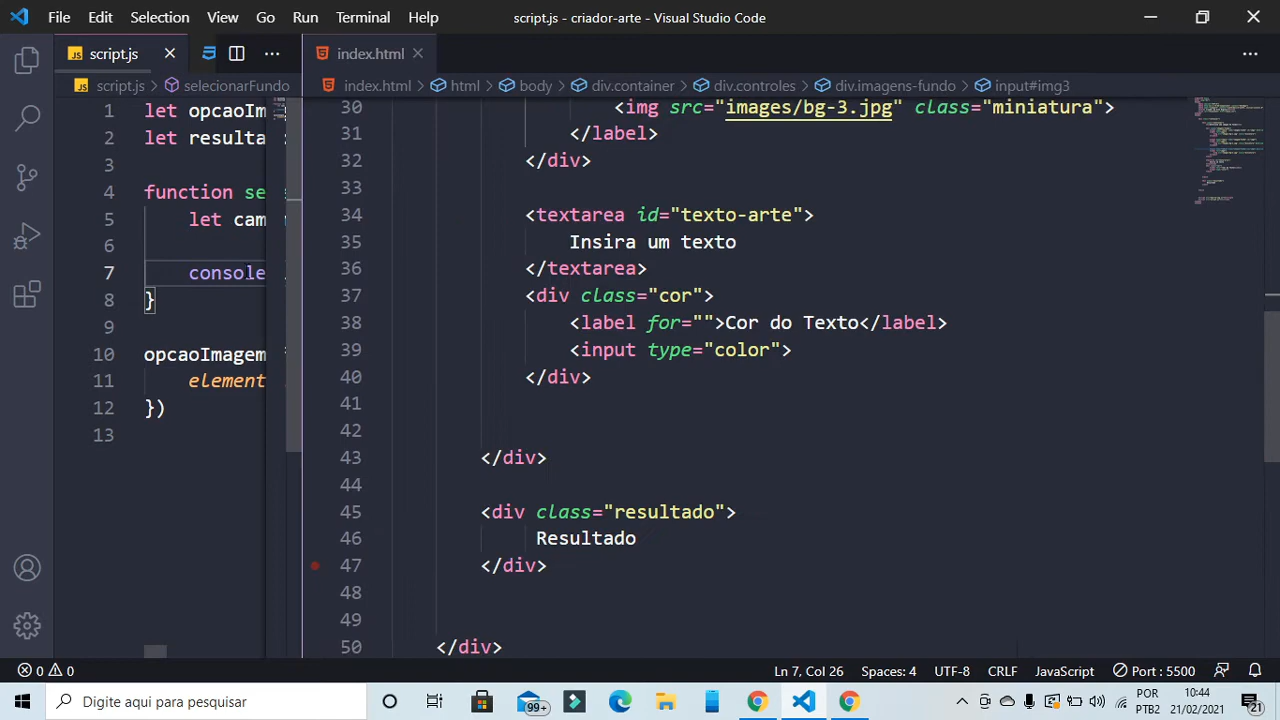 File Edit Selection View Go Run Terminal Help script.js - criador-arte - Visual Studio Code
JS script.js
index.html
JS script.js selecionarFundo
index.html > html > body > div.container > div.controles > div.imagens-fundo > input#img3
1 let opcaoIm
2 let resulta
3
4 function se
5 let cam
6
7 console
8 }
9
10 opcaoImagem
11 element
12 })
13
30 <img src="images/bg-3.jpg" class="miniatura">
31 </label>
32 </div>
33
34 <textarea id="texto-arte">
35 Insira um texto
36 </textarea>
37 <div class="cor">
38 <label for="">Cor do Texto</label>
39 <input type="color">
40 </div>
41
42
43 </div>
44
45 <div class="resultado">
46 Resultado
47 </div>
48
49
50 </div>
0 0 Ln 7, Col 26 Spaces: 4 UTF-8 CRLF JavaScript Port : 5500
Digite aqui para pesquisar 99+ POR PTB2 10:44 21/02/2021 21